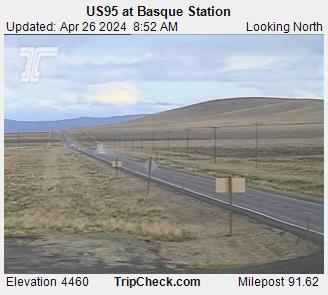 US95 at Basque Station
Updated: Apr 26 2024 8:52 AM Looking North
Elevation 4460 TripCheck.com Milepost 91.62